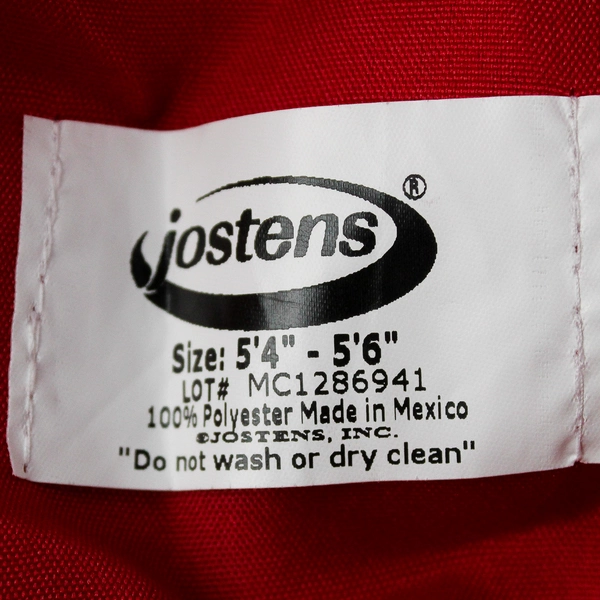 jostens®
Size: 5'4" - 5'6"
LOT# MC1286941
100% Polyester Made in Mexico
©JOSTENS, INC.
"Do not wash or dry clean"